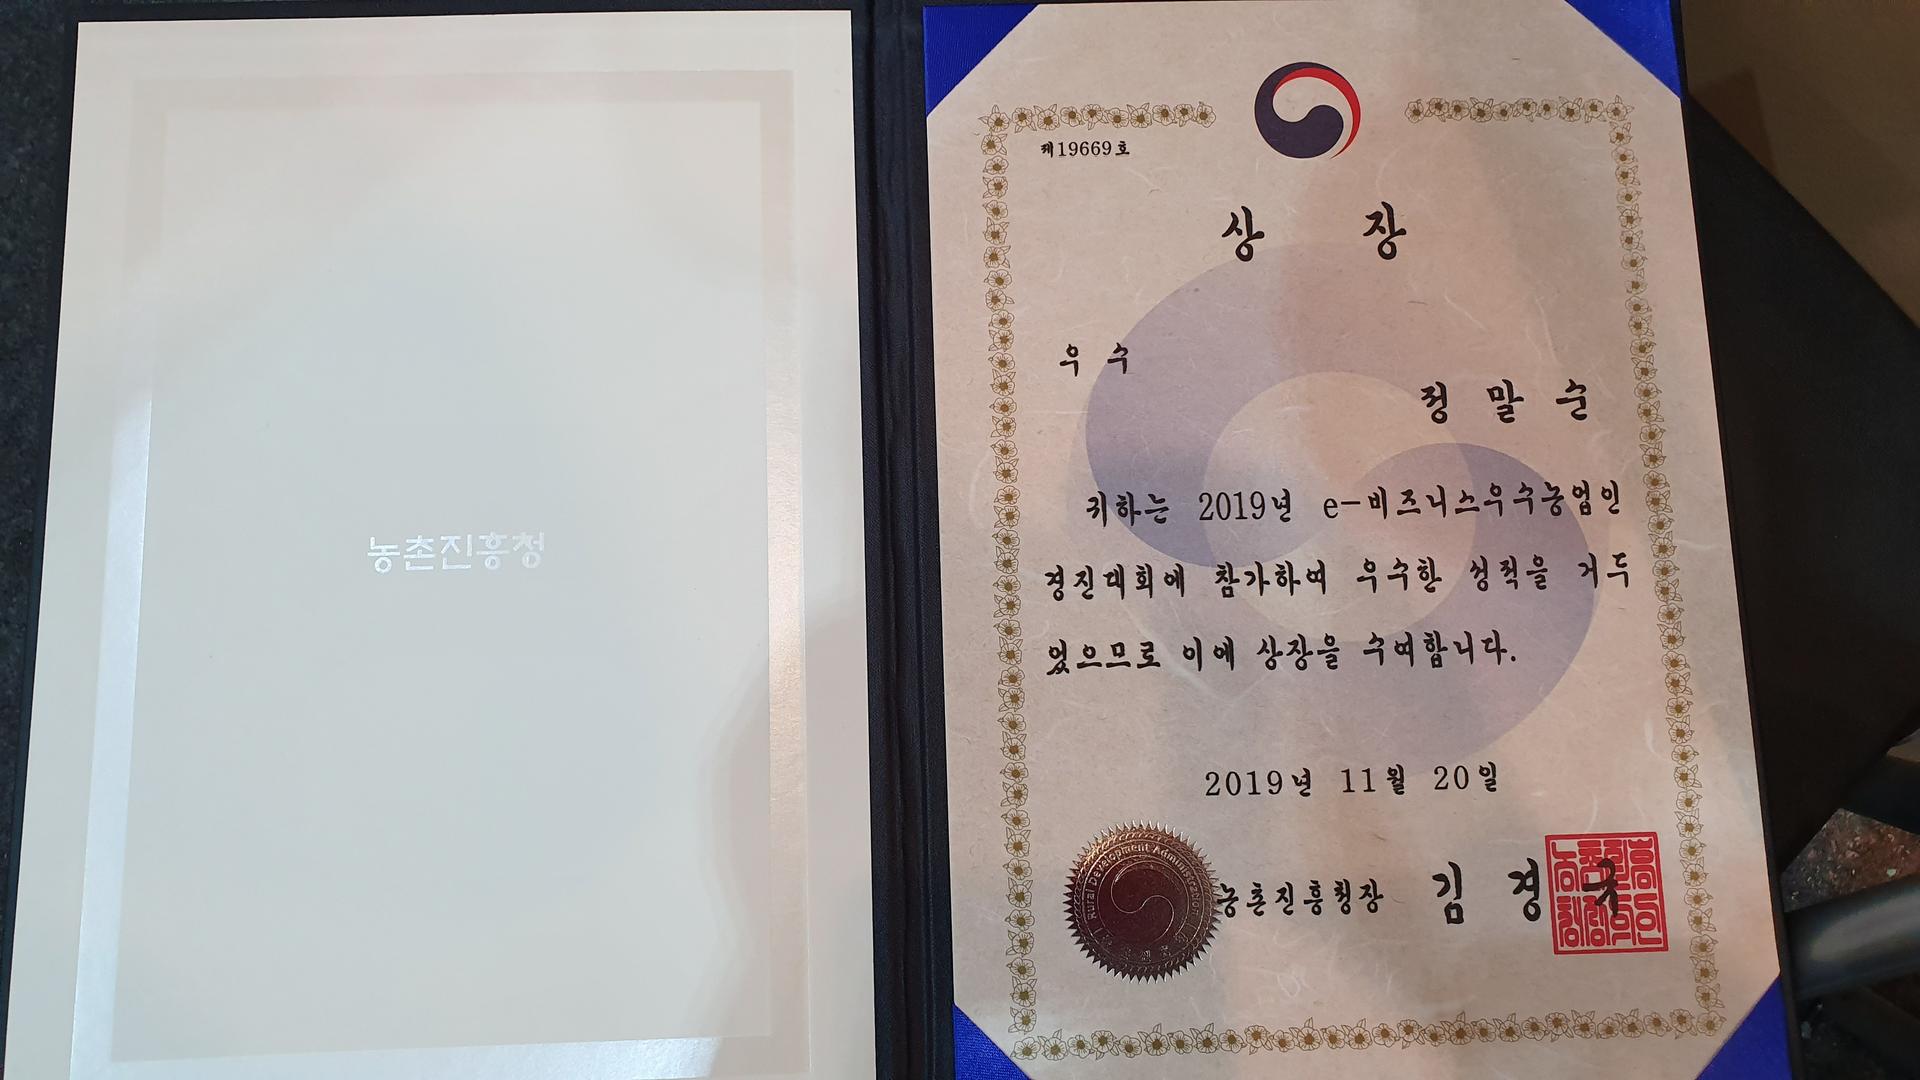 농촌진흥청
제19669호
상 장
우 수
정 말 순
귀하는 2019년 e-비즈니스우수농업인
경진대회에 참가하여 우수한 성적을 거두
었으므로 이에 상장을 수여합니다.
2019년 11월 20일
Rural Development Administration
농촌진흥청장 김 경 규